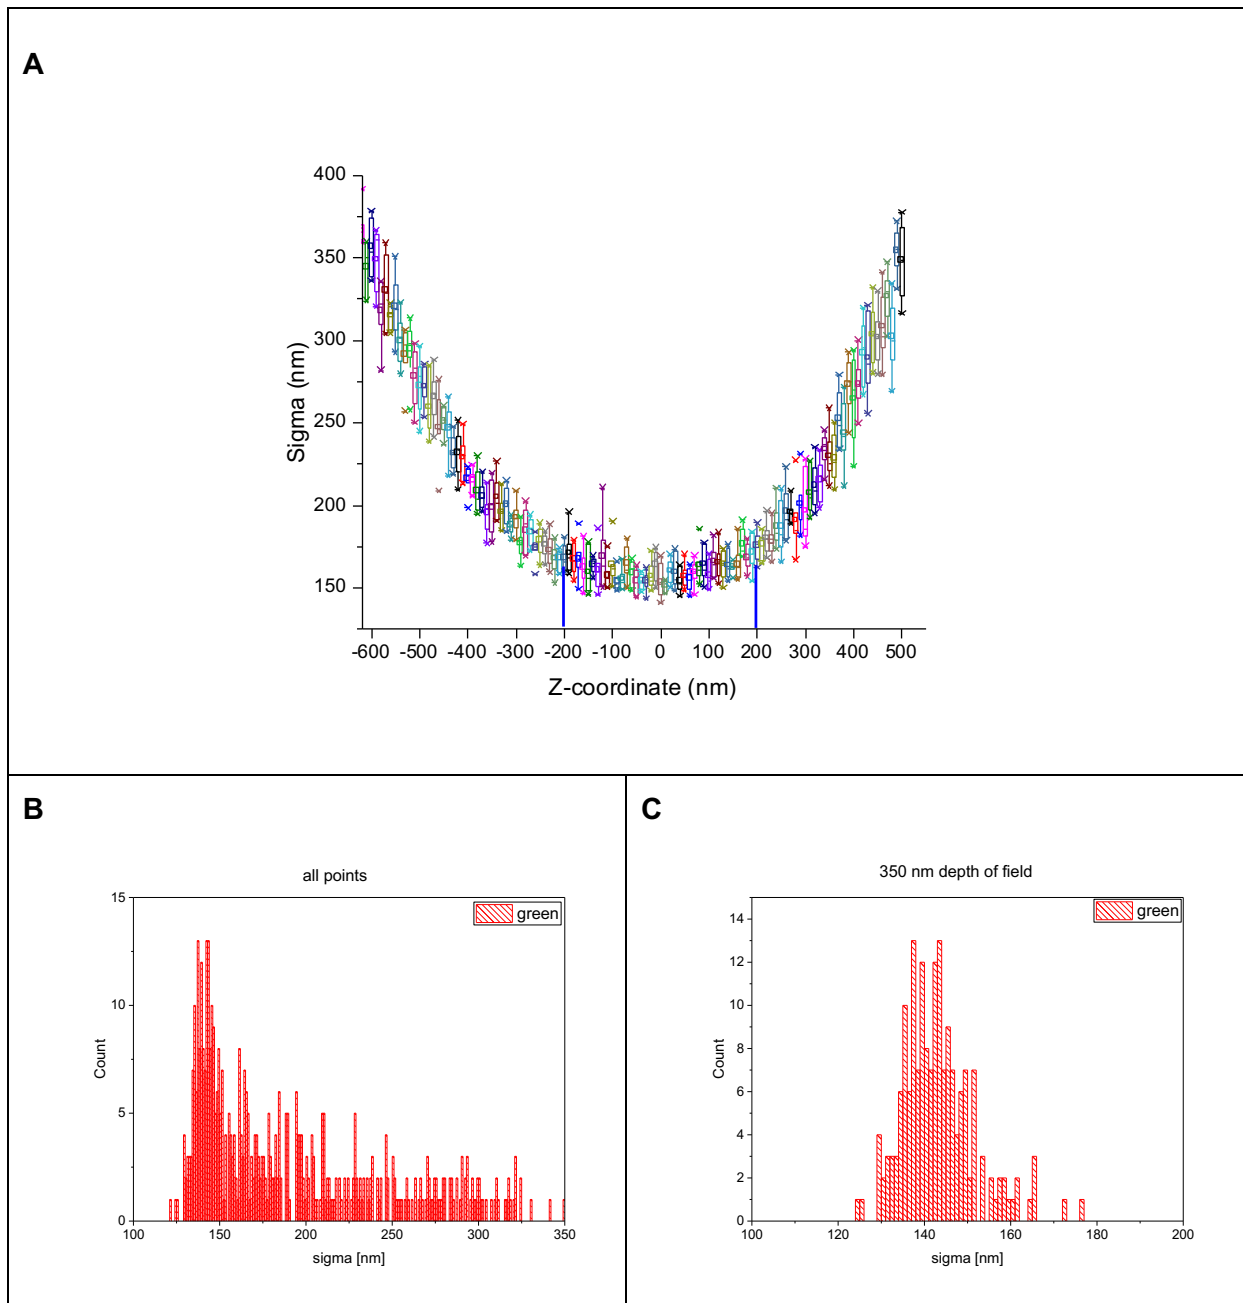 A
400
350
300
250
200
150
Sigma (nm)
-600 -500 -400 -300 -200 -100 0 100 200 300 400 500
Z-coordinate (nm)
B
all points
green
15
10
5
0
Count
100 150 200 250 300 350
sigma [nm]
C
350 nm depth of field
green
14
12
10
8
6
4
2
0
Count
100 120 140 160 180 200
sigma [nm]